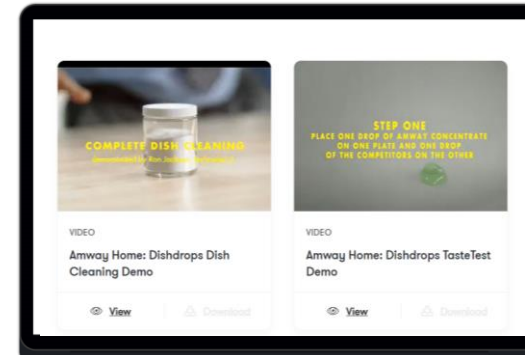 COMPLETE DISH CLEANING
VIDEO
Amway Home: Dishdrops Dish
Cleaning Demo
View
Download
STEP ONE
PLACE ONE DROP OF AMWAY CONCENTRATE
ON ONE PLATE AND ONE DROP
OF THE COMPETITORS ON THE OTHER
VIDEO
Amway Home: Dishdrops TasteTest
Demo
View
Download